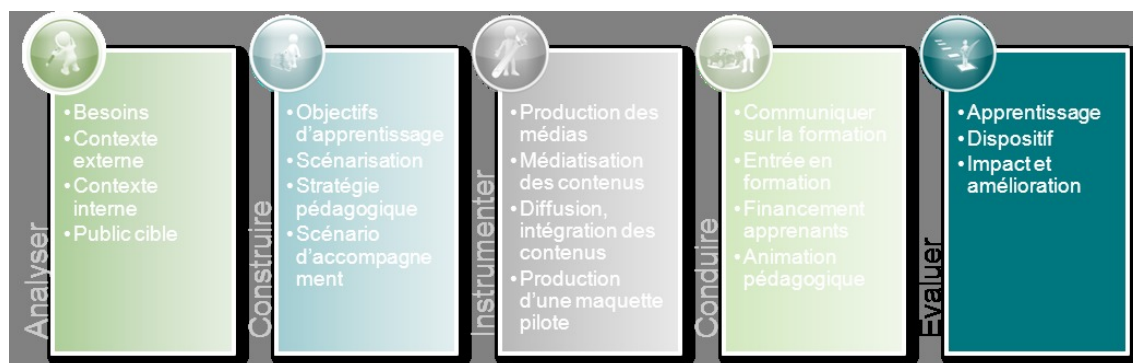 Analyser
• Besoins
• Contexte
externe
• Contexte
interne
• Public cible
Construire
• Objectifs
d'apprentissage
• Scénarisation
• Stratégie
pédagogique
• Scénario
d'accompagne
ment
Instrumenter
• Production des
médias
• Médiatisation
des contenus
• Diffusion,
intégration des
contenus
• Production
d'une maquette
pilote
Conduire
• Communiquer
sur la formation
• Entrée en
formation
• Financement
apprenants
• Animation
pédagogique
Evaluer
• Apprentissage
• Dispositif
• Impact et
amélioration